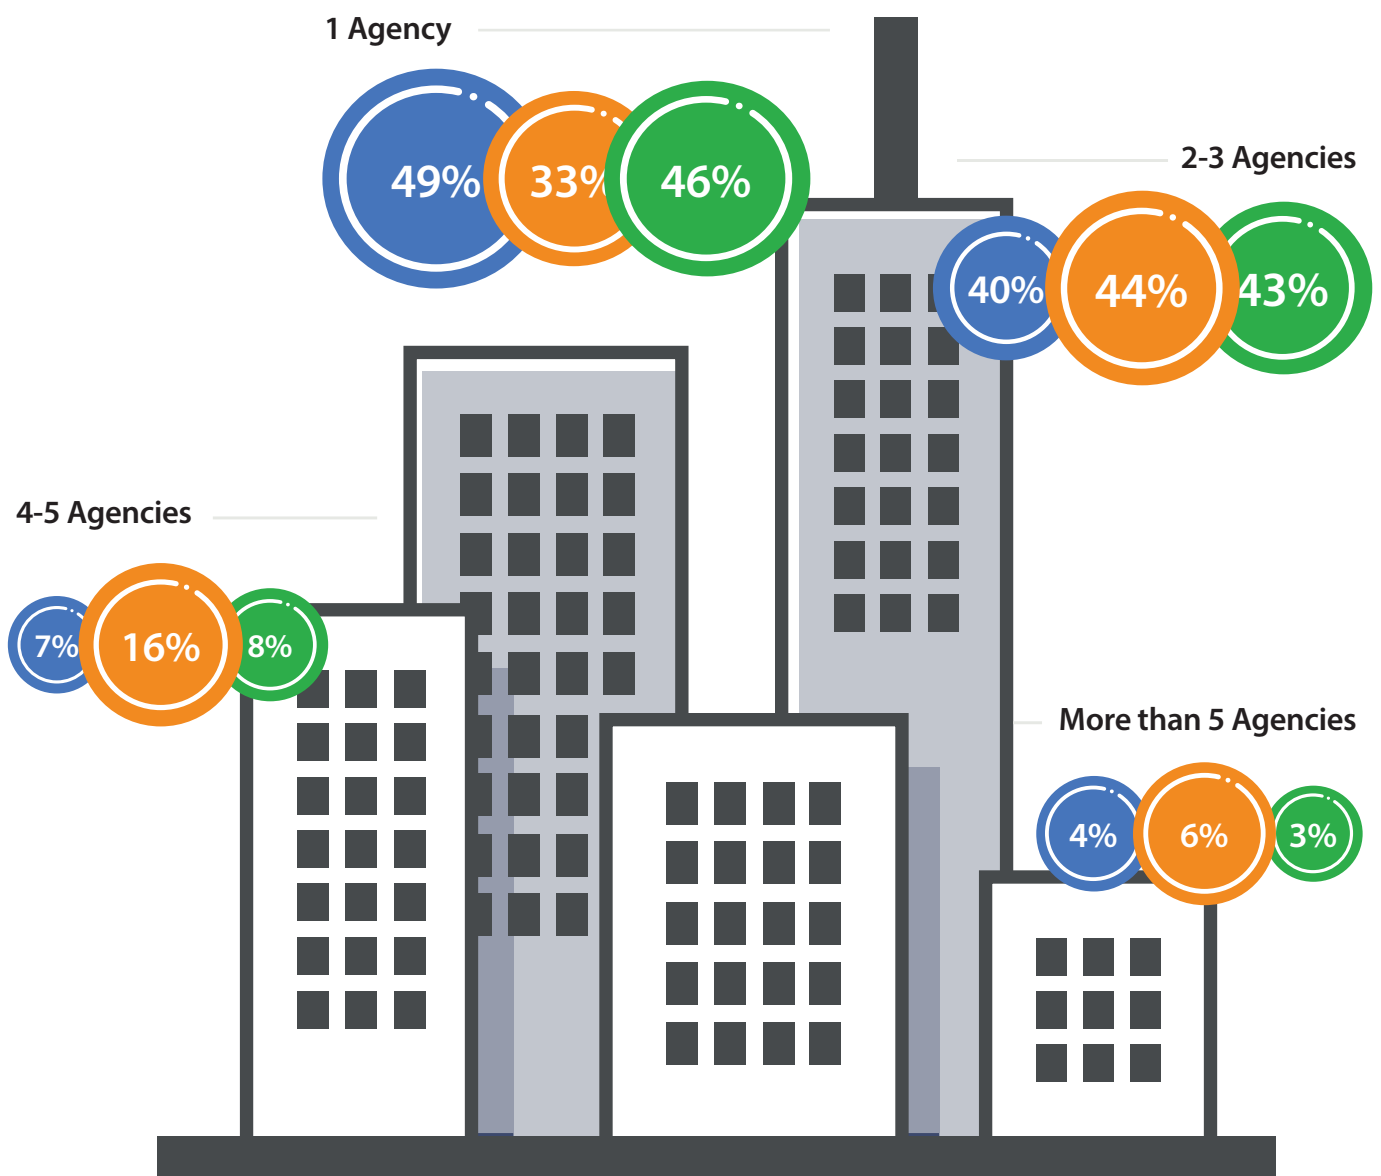 1 Agency
49% 33% 46%
2-3 Agencies
40% 44% 43%
4-5 Agencies
7% 16% 8%
More than 5 Agencies
4% 6% 3%